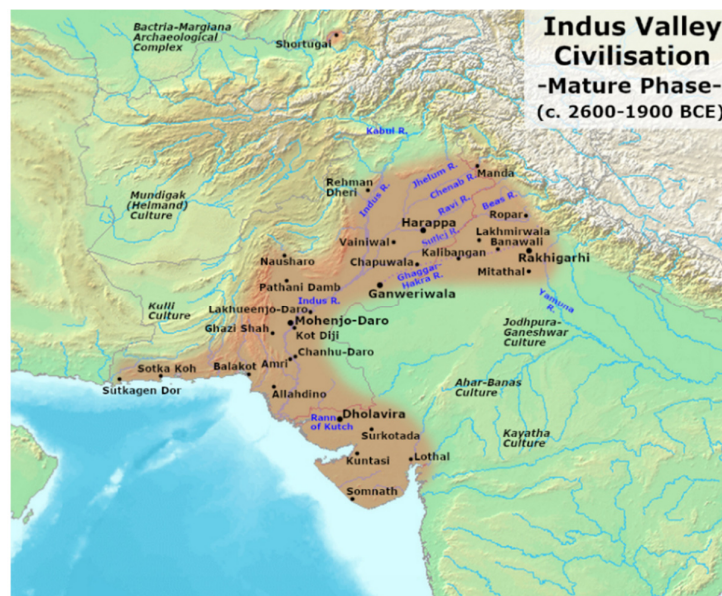 Indus Valley
Civilisation
-Mature Phase-
(c. 2600-1900 BCE)
Bactria-Margiana
Archaeological
Complex
Shortugai
Kabul R.
Manda
Rehman
Dheri
Indus R.
Jhelum R.
Chenab R.
Ravi R.
Beas R.
Mundigak
(Helmand)
Culture
Harappa
Ropar
Lakhmirwala
Vainiwal
Sutlej R.
Banawali
Kalibangan
Rakhigarhi
Nausharo
Chapuwala
Mitathal
Ghaggar-
Hakra R.
Pathani Damb
Ganweriwala
Kulli
Culture
Indus R.
Lakhueenjo-Daro
Yamuna
R.
Mohenjo-Daro
Ghazi Shah
Kot Diji
Jodhpura-
Ganeshwar
Culture
Chanhu-Daro
Amri
Sotka Koh
Balakot
Sutkagen Dor
Allahdino
Ahar-Banas
Culture
Dholavira
Rann
of Kutch
Surkotada
Kayatha
Culture
Kuntasi
Lothal
Somnath